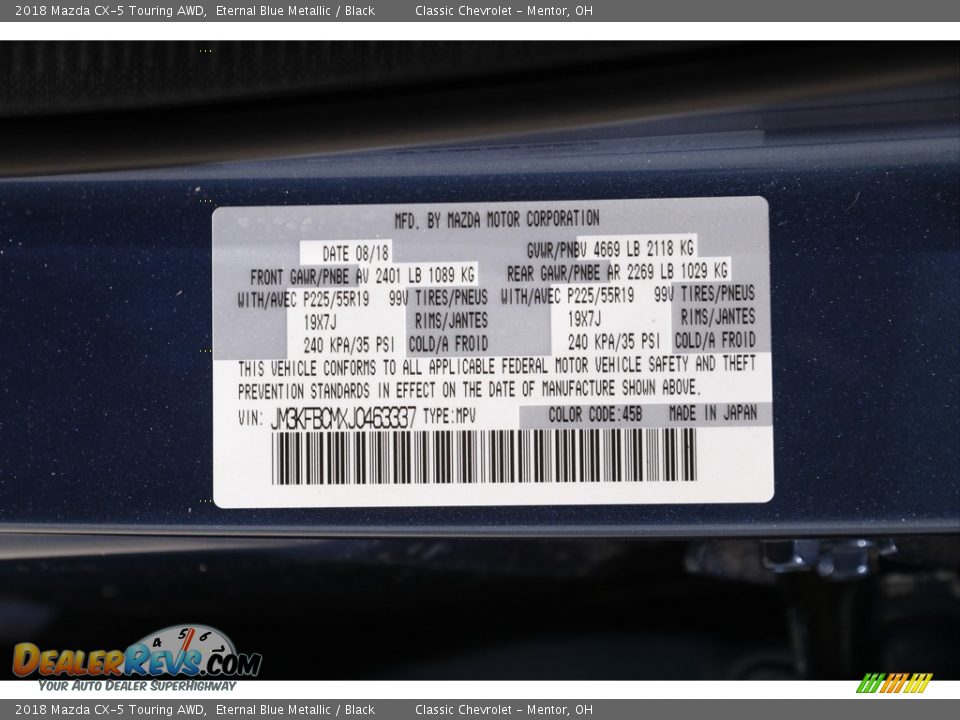 2018 Mazda CX-5 Touring AWD, Eternal Blue Metallic / Black Classic Chevrolet - Mentor, OH
MFD. BY MAZDA MOTOR CORPORATION
DATE 08/18 GVWR/PNBV 4669 LB 2118 KG
FRONT GAWR/PNBE AV 2401 LB 1089 KG REAR GAWR/PNBE AR 2269 LB 1029 KG
WITH/AVEC P225/55R19 99V TIRES/PNEUS WITH/AVEC P225/55R19 99V TIRES/PNEUS
19X7J RIMS/JANTES 19X7J RIMS/JANTES
240 KPA/35 PSI COLD/A FROID 240 KPA/35 PSI COLD/A FROID
THIS VEHICLE CONFORMS TO ALL APPLICABLE FEDERAL MOTOR VEHICLE SAFETY AND THEFT
PREVENTION STANDARDS IN EFFECT ON THE DATE OF MANUFACTURE SHOWN ABOVE.
VIN: JM3KFBCMXJ0463337 TYPE:MPV COLOR CODE:45B MADE IN JAPAN
4 5 6
DEALERREVS.COM
YOUR AUTO DEALER SUPERHIGHWAY
2018 Mazda CX-5 Touring AWD, Eternal Blue Metallic / Black Classic Chevrolet - Mentor, OH